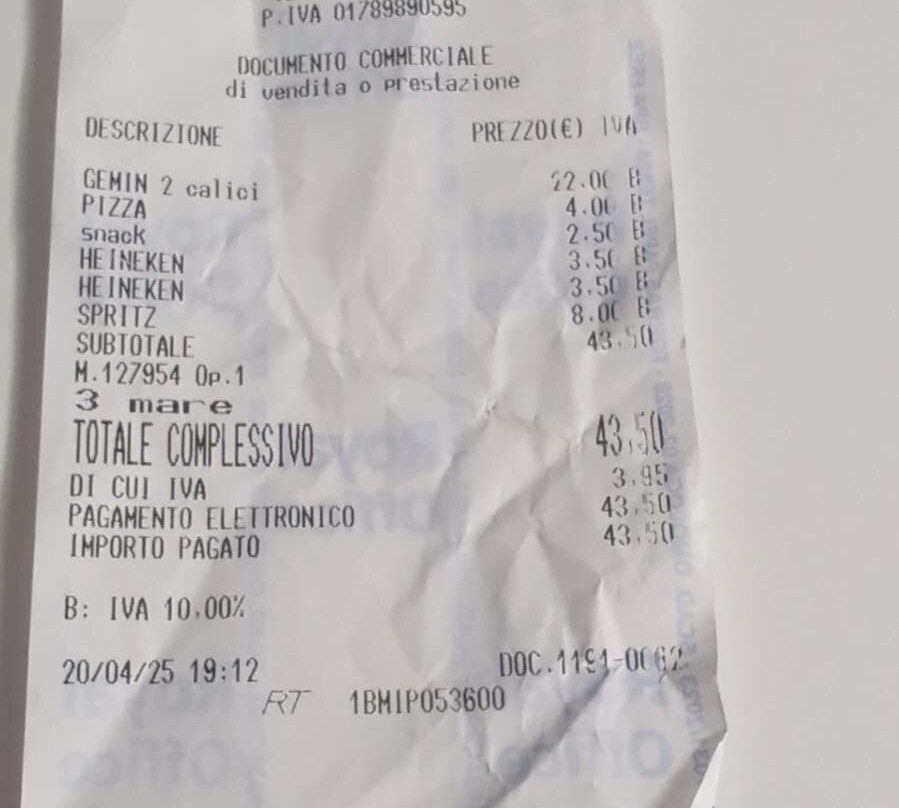 P.IVA 01789890595
DOCUMENTO COMMERCIALE
di vendita o prestazione
DESCRIZIONE PREZZO(€) IVA
GEMIN 2 calici 22.00 B
PIZZA 4.00 B
snack 2.50 B
HEINEKEN 3.50 B
HEINEKEN 3.50 B
SPRITZ 8.00 B
SUBTOTALE 43.50
M.127954 Op.1
3 mare
TOTALE COMPLESSIVO 43,50
DI CUI IVA 3,95
PAGAMENTO ELETTRONICO 43,50
IMPORTO PAGATO 43,50
B: IVA 10,00%
20/04/25 19:12 DOC.1191-0062
RT 1BMIP053600